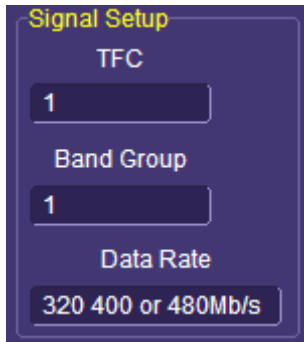 Signal Setup
TFC
1
Band Group
1
Data Rate
320 400 or 480Mb/s